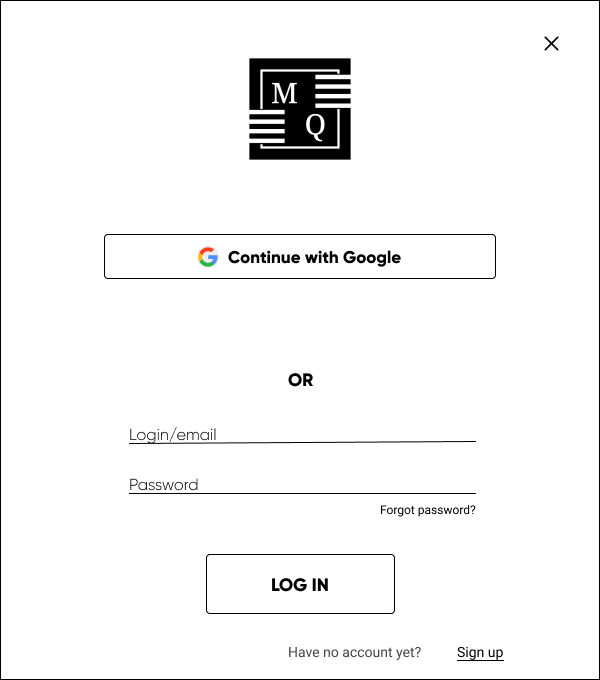 M
Q
Continue with Google
OR
Login/email
Password
Forgot password?
LOG IN
Have no account yet? Sign up